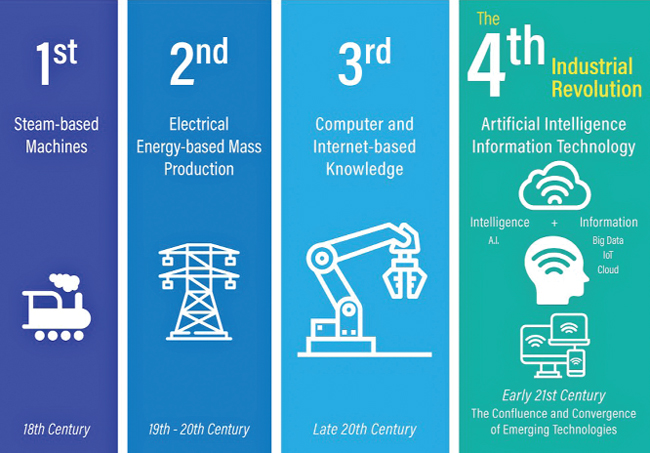 1st
Steam-based
Machines
18th Century
2nd
Electrical
Energy-based Mass
Production
19th - 20th Century
3rd
Computer and
Internet-based
Knowledge
Late 20th Century
The
4th
Industrial
Revolution
Artificial Intelligence
Information Technology
Intelligence + Information
A.I.
Big Data
IoT
Cloud
Early 21st Century
The Confluence and Convergence
of Emerging Technologies